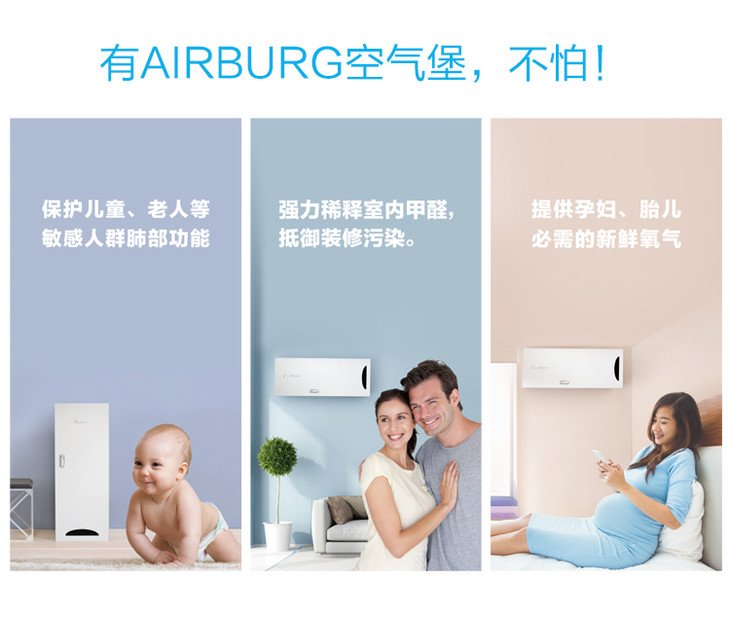 有AIRBURG空气堡，不怕！
保护儿童、老人等
敏感人群肺部功能
强力稀释室内甲醛，
抵御装修污染。
提供孕妇、胎儿
必需的新鲜氧气